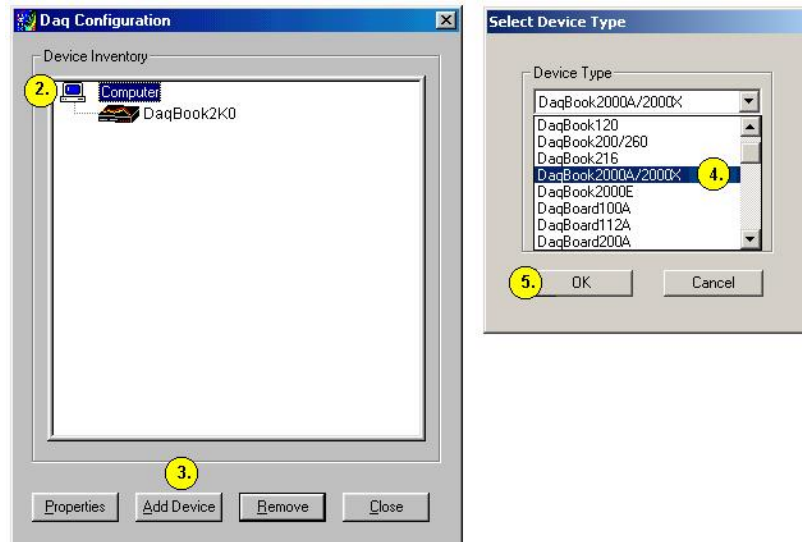 Daq Configuration
Device Inventory
2.
Computer
DaqBook2K0
3.
Properties
Add Device
Remove
Close
Select Device Type
Device Type
DaqBook2000A/2000X
DaqBook120
DaqBook200/260
DaqBook216
DaqBook2000A/2000X
4.
DaqBook2000E
DaqBoard100A
DaqBoard112A
DaqBoard200A
5.
OK
Cancel